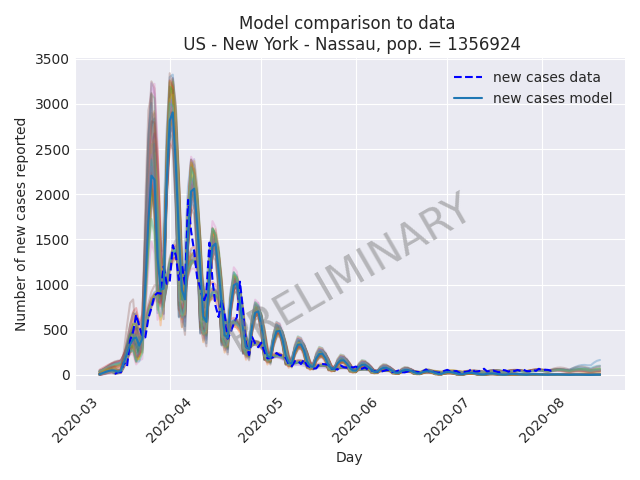 Model comparison to data
US - New York - Nassau, pop. = 1356924
3500
3000
2500
2000
1500
1000
500
0
Number of new cases reported
new cases data
new cases model
PRELIMINARY
2020-03
2020-04
2020-05
2020-06
2020-07
2020-08
Day